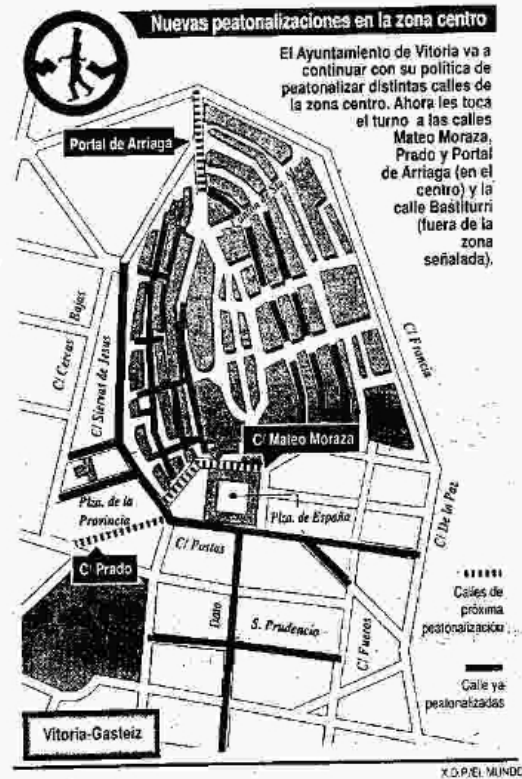 Nuevas peatonalizaciones en la zona centro
El Ayuntamiento de Vitoria va a
continuar con su política de
peatonalizar distintas calles de
la zona centro. Ahora les toca
el turno a las calles
Mateo Moraza,
Prado y Portal
de Arriaga (en el
centro) y la
calle Bastiturri
(fuera de la
zona
señalada).
Portal de Arriaga
C/ Cercas Bajas
C/ Siervas de Jesus
C/ Francia
C/ Mateo Moraza
Plza. de la
Provincia
Plza. de España
C/ De la Paz
C/ Postas
C/ Prado
Dato
S. Prudencio
C/ Fueros
Calles de
próxima
peatonalización
Calle ya
peatonalizadas
Vitoria-Gasteiz
X.O.P/EL MUNDO